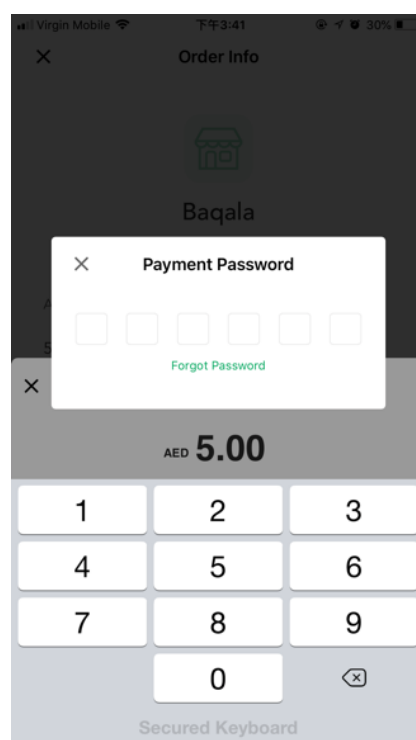 Virgin Mobile 下午3:41 30%
Order Info
Baqala
Payment Password
A
5
Forgot Password
AED 5.00
1 2 3
4 5 6
7 8 9
0
Secured Keyboard